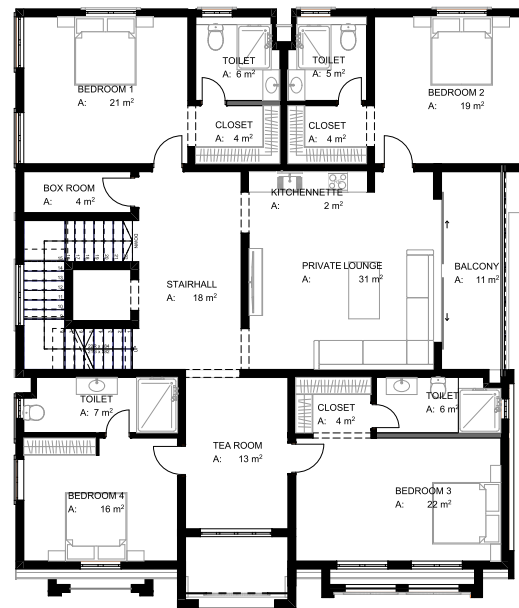 TOILET
A: 6 m²
TOILET
A: 5 m²
BEDROOM 1
A: 21 m²
BEDROOM 2
A: 19 m²
CLOSET
A: 4 m²
CLOSET
A: 4 m²
BOX ROOM
A: 4 m²
KITCHENNETTE
A: 2 m²
DOWN
STAIRHALL
A: 18 m²
PRIVATE LOUNGE
A: 31 m²
BALCONY
A: 11 m²
TOILET
A: 7 m²
CLOSET
A: 4 m²
TOILET
A: 6 m²
TEA ROOM
A: 13 m²
BEDROOM 4
A: 16 m²
BEDROOM 3
A: 22 m²